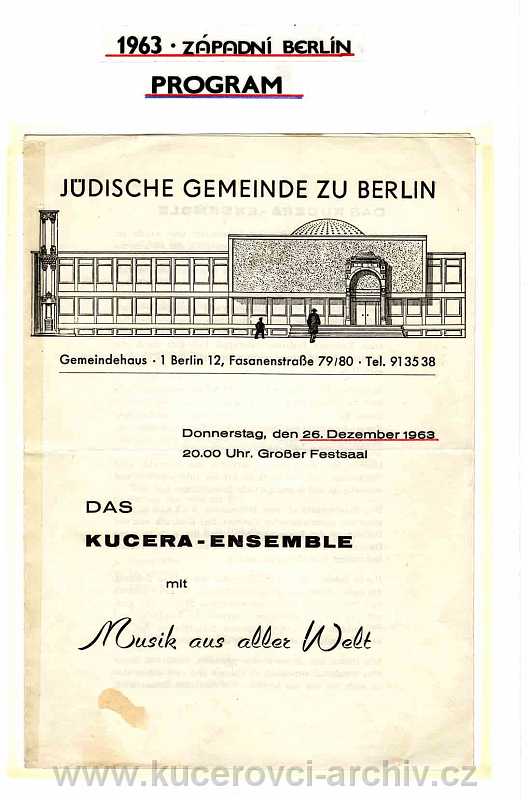 1963 · ZÁPADNÍ BERLÍN
PROGRAM
JÜDISCHE GEMEINDE ZU BERLIN
Gemeindehaus · 1 Berlin 12, Fasanenstraße 79/80 · Tel. 913538
Donnerstag, den 26. Dezember 1963
20.00 Uhr. Großer Festsaal
DAS
KUCERA-ENSEMBLE
mit
Musik aus aller Welt
www.kucerovci-archiv.cz